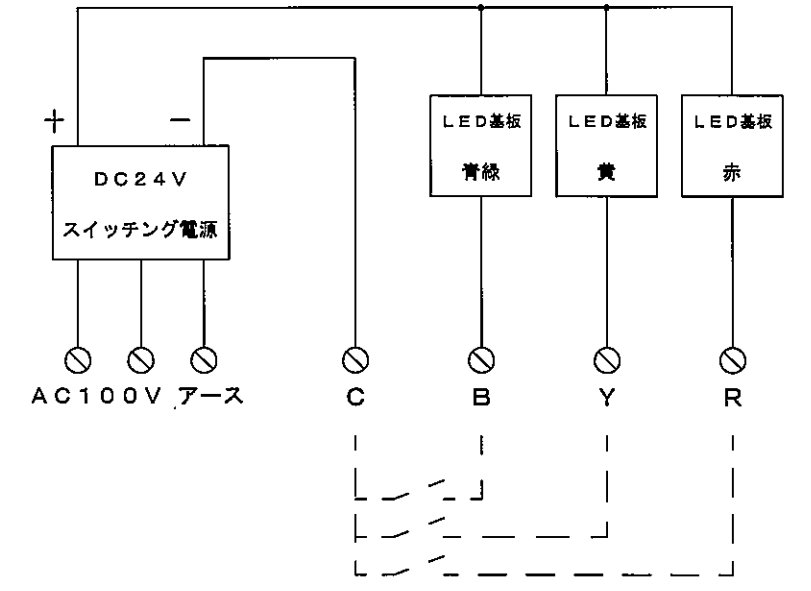 + −
LED基板 LED基板 LED基板
青緑 黄 赤
DC24V
スイッチング電源
AC100V アース C B Y R